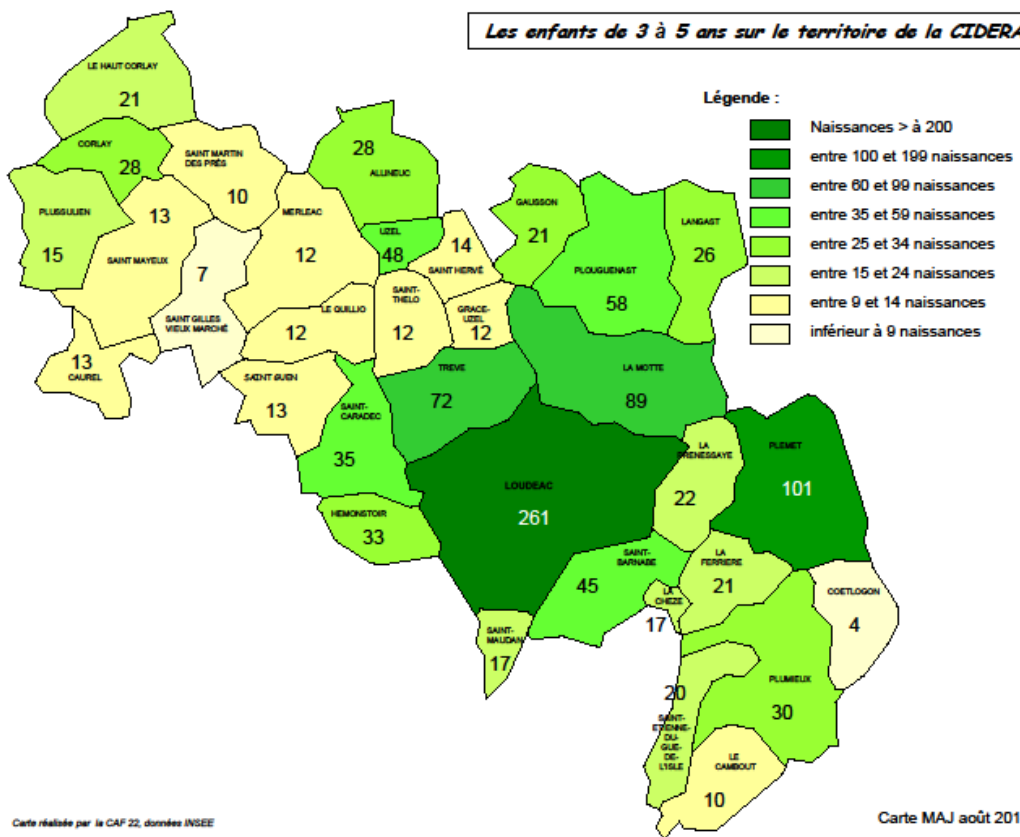 Les enfants de 3 à 5 ans sur le territoire de la CIDERA
Légende :
Naissances > à 200
entre 100 et 199 naissances
entre 60 et 99 naissances
entre 35 et 59 naissances
entre 25 et 34 naissances
entre 15 et 24 naissances
entre 9 et 14 naissances
inférieur à 9 naissances
LE HAUT CORLAY
21
CORLAY
28
SAINT MARTIN
DES PRÉS
10
PLUSSULIEN
15
SAINT MAYEUX
13
SAINT GILLES
VIEUX MARCHÉ
7
MERLEAC
12
ALLINEUC
28
UZEL
48
SAINT HERVÉ
14
GAUSSON
21
PLOUGUENAST
58
LANGAST
26
CAUREL
13
LE QUILLIO
12
SAINT-
THELO
12
GRACE-
UZEL
12
SAINT GUEN
13
SAINT-
CARADEC
35
TREVE
72
LA MOTTE
89
HEMONSTOIR
33
LOUDEAC
261
LA
PRENESSAYE
22
PLEMET
101
SAINT-
BARNABE
45
LA
CHEZE
17
LA
FERRIERE
21
COETLOGON
4
SAINT-
MAUDAN
17
20
SAINT-
ETIENNE-
DU-
GUE-
DE-
L'ISLE
PLUMIEUX
30
LE
CAMBOUT
10
Carte réalisée par la CAF 22, données INSEE
Carte MAJ août 201